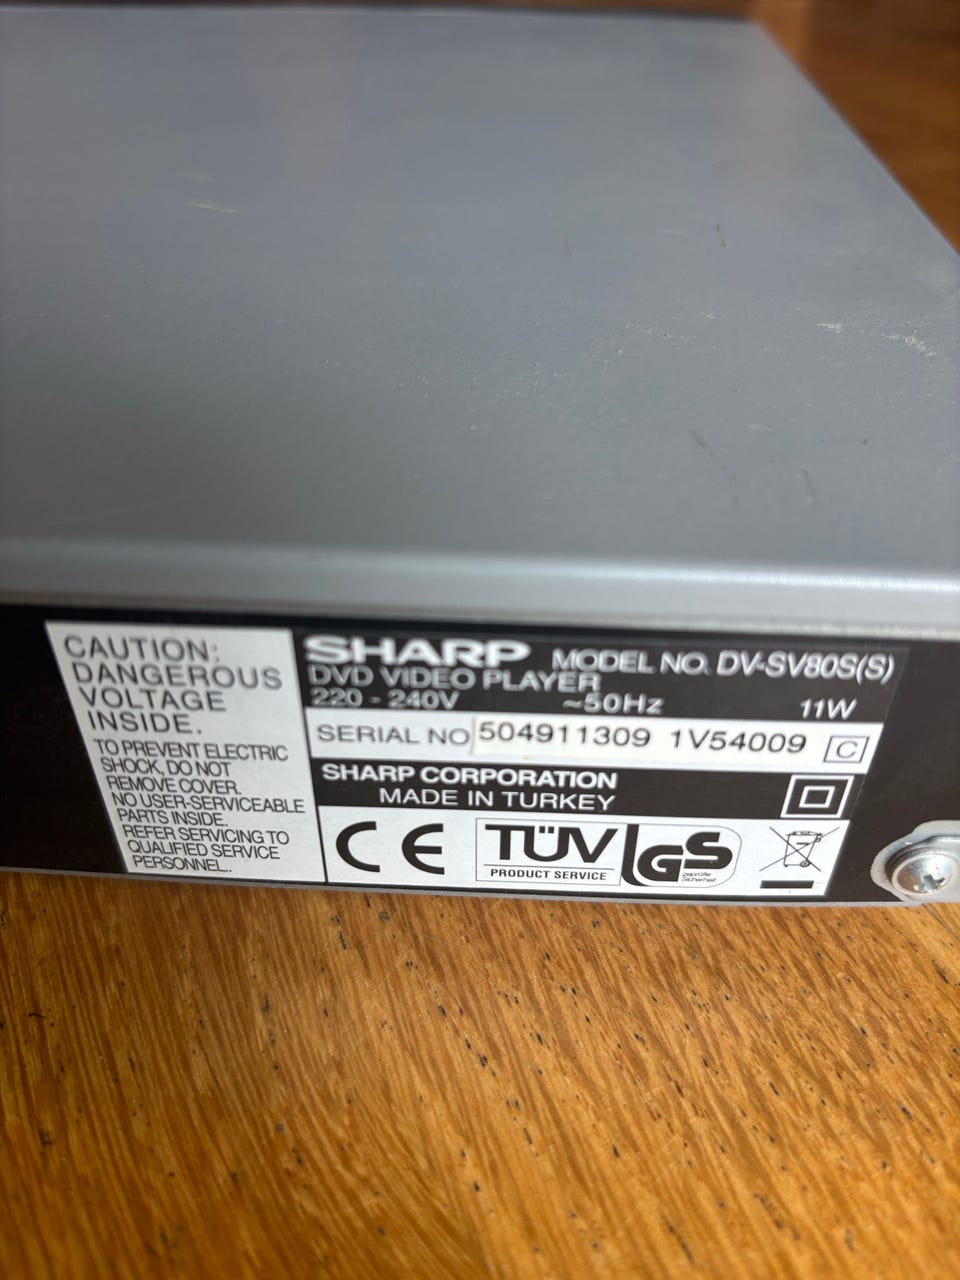 CAUTION:
DANGEROUS
VOLTAGE
INSIDE.
TO PREVENT ELECTRIC
SHOCK, DO NOT
REMOVE COVER.
NO USER-SERVICEABLE
PARTS INSIDE.
REFER SERVICING TO
QUALIFIED SERVICE
PERSONNEL.
SHARP MODEL NO. DV-SV80S(S)
DVD VIDEO PLAYER
220 - 240V ~50Hz 11W
SERIAL NO 504911309 1V54009 C
SHARP CORPORATION
MADE IN TURKEY
CE
TÜV
PRODUCT SERVICE
GS
geprüfte
Sicherheit